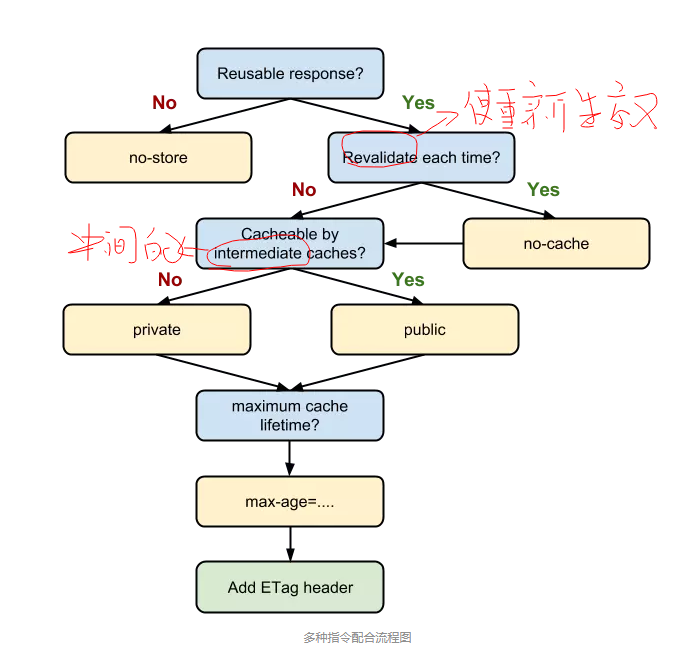 Reusable response?
No
Yes
使重新生效
no-store
Revalidate each time?
No
Yes
中间的
Cacheable by
intermediate caches?
no-cache
No
Yes
private
public
maximum cache
lifetime?
max-age=....
Add ETag header
多种指令配合流程图